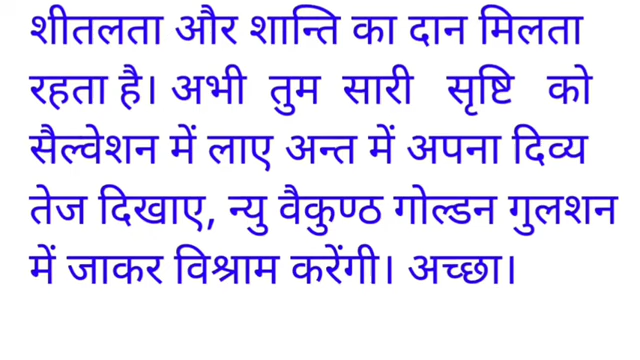 शीतलता और शान्ति का दान मिलता
रहता है। अभी तुम सारी सृष्टि को
सैल्वेशन में लाए अन्त में अपना दिव्य
तेज दिखाए, न्यु वैकुण्ठ गोल्डन गुलशन
में जाकर विश्राम करेंगी। अच्छा।